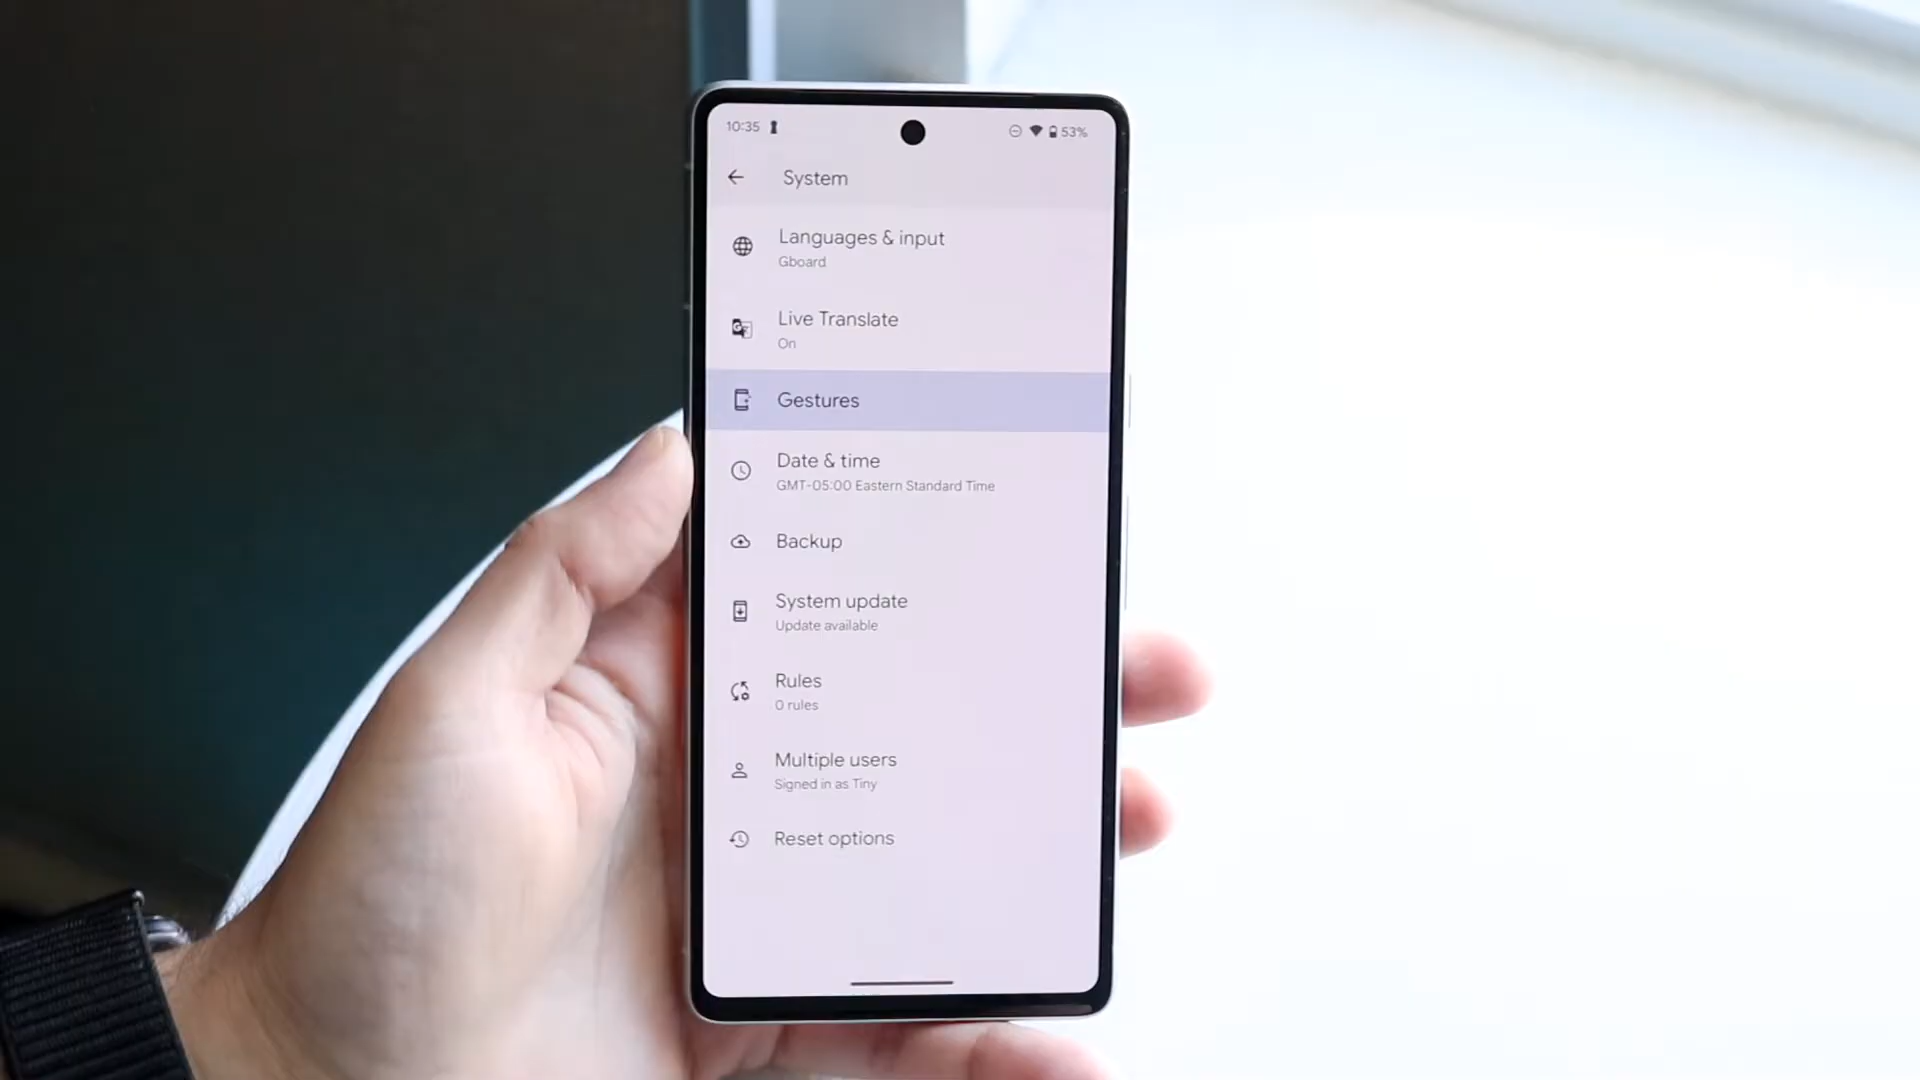 10:35 53%
System
Languages & input
Gboard
Live Translate
On
Gestures
Date & time
GMT-05:00 Eastern Standard Time
Backup
System update
Update available
Rules
0 rules
Multiple users
Signed in as Tiny
Reset options